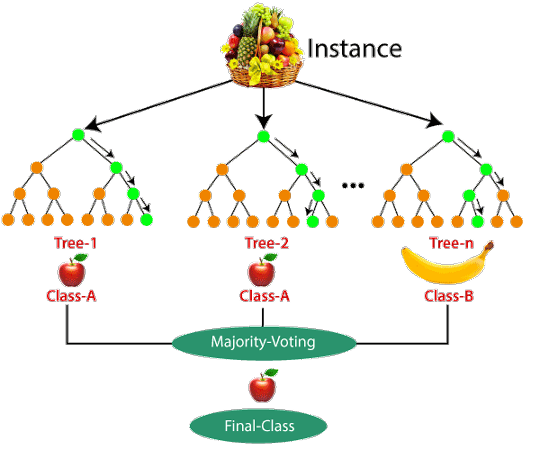 Instance
Tree-1
Tree-2
Tree-n
Class-A
Class-A
Class-B
Majority-Voting
Final-Class